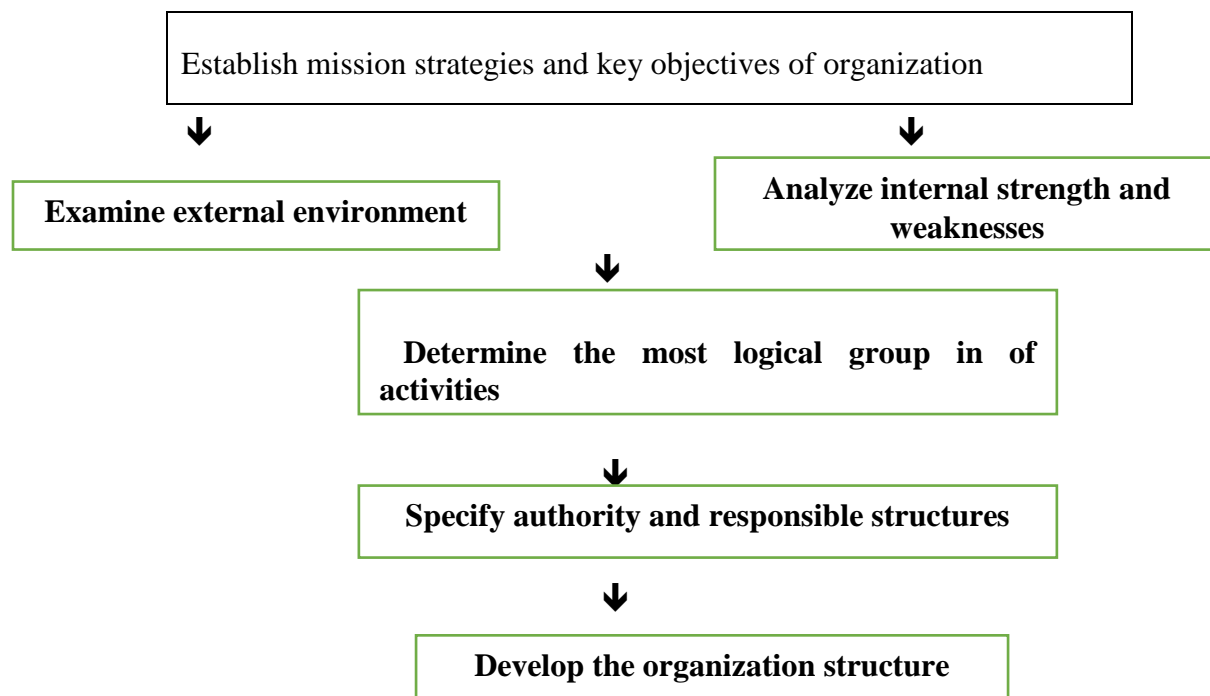 Establish mission strategies and key objectives of organization
Examine external environment
Analyze internal strength and
weaknesses
Determine the most logical group in of
activities
Specify authority and responsible structures
Develop the organization structure